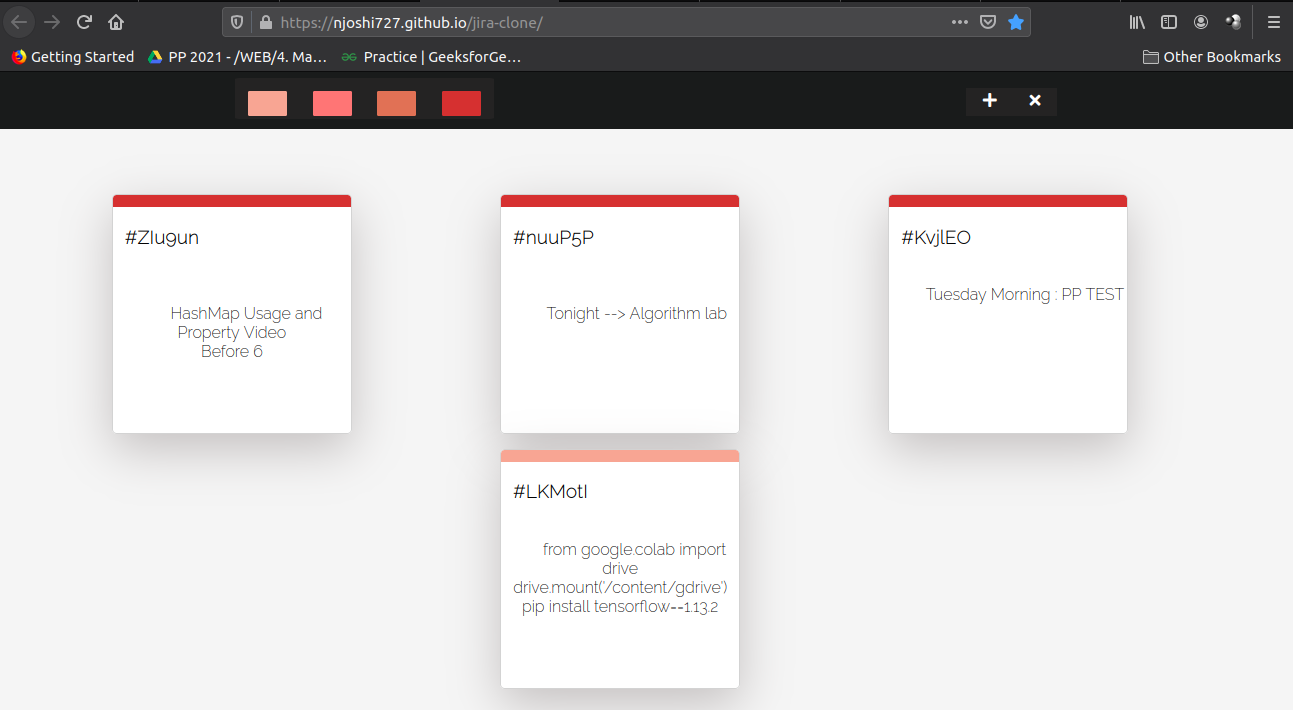 https://njoshi727.github.io/jira-clone/
Getting Started
PP 2021 - /WEB/4. Ma...
Practice | GeeksforGe...
Other Bookmarks
#ZIu9un
HashMap Usage and
Property Video
Before 6
#nuuP5P
Tonight --> Algorithm lab
#KvjlEO
Tuesday Morning : PP TEST
#LKMotI
from google.colab import
drive
drive.mount('/content/gdrive')
pip install tensorflow==1.13.2